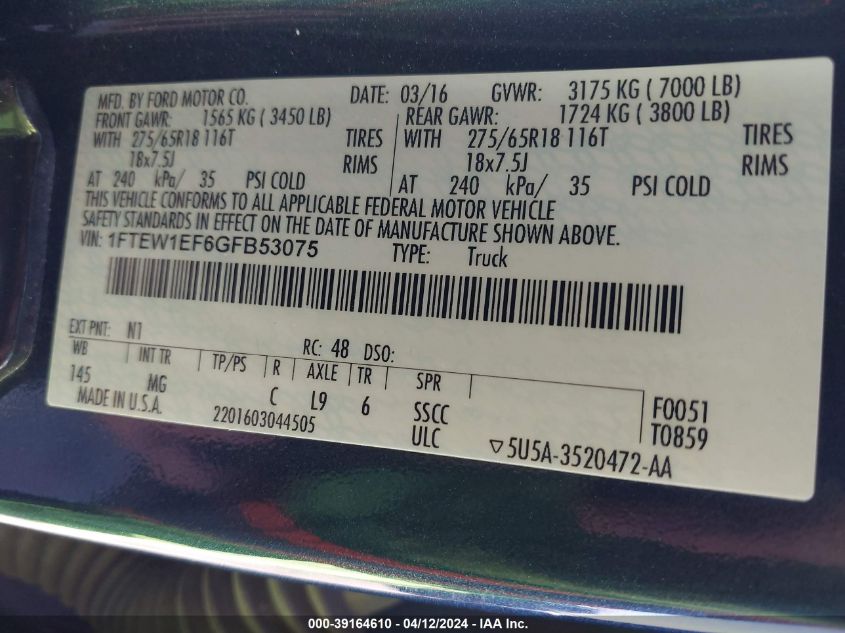 MFD. BY FORD MOTOR CO. DATE: 03/16 GVWR: 3175 KG ( 7000 LB)
FRONT GAWR: 1565 KG ( 3450 LB) REAR GAWR: 1724 KG ( 3800 LB)
WITH 275/65R18 116T TIRES WITH 275/65R18 116T TIRES
18x7.5J RIMS 18x7.5J RIMS
AT 240 kPa/ 35 PSI COLD AT 240 kPa/ 35 PSI COLD
THIS VEHICLE CONFORMS TO ALL APPLICABLE FEDERAL MOTOR VEHICLE
SAFETY STANDARDS IN EFFECT ON THE DATE OF MANUFACTURE SHOWN ABOVE.
VIN: 1FTEW1EF6GFB53075 TYPE: Truck
EXT PNT: N1 RC: 48 DSO:
WB INT TR TP/PS R AXLE TR SPR
145 MG C L9 6 SSCC F0051
MADE IN U.S.A. 2201603044505 ULC T0859
▽5U5A-3520472-AA
000-39164610 - 04/12/2024 - IAA Inc.